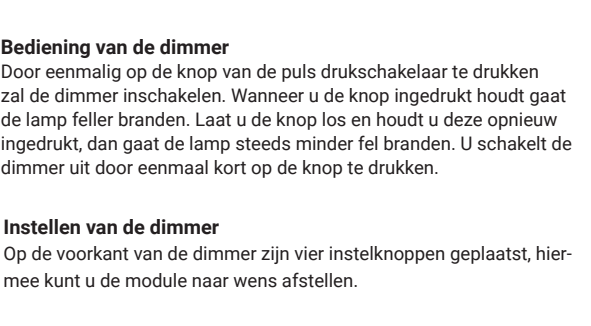 Bediening van de dimmer
Door eenmalig op de knop van de puls drukschakelaar te drukken
zal de dimmer inschakelen. Wanneer u de knop ingedrukt houdt gaat
de lamp feller branden. Laat u de knop los en houdt u deze opnieuw
ingedrukt, dan gaat de lamp steeds minder fel branden. U schakelt de
dimmer uit door eenmaal kort op de knop te drukken.
Instellen van de dimmer
Op de voorkant van de dimmer zijn vier instelknoppen geplaatst, hier-
mee kunt u de module naar wens afstellen.